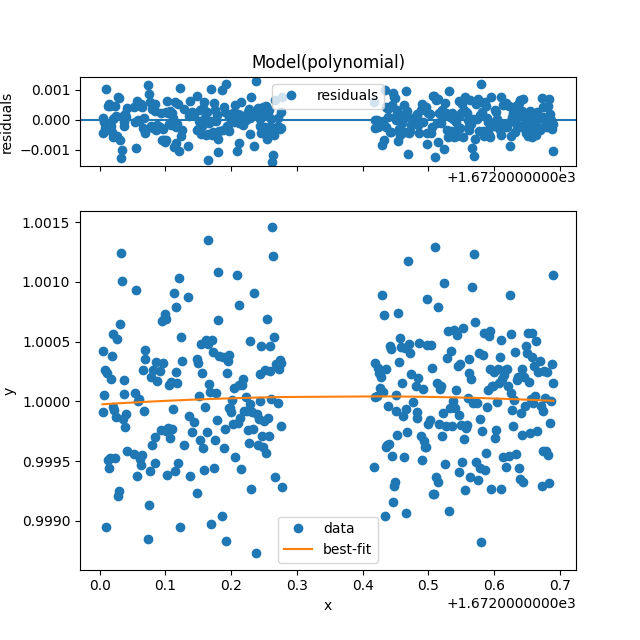 Model(polynomial)
0.001
0.000
−0.001
residuals
residuals
+1.6720000000e3
1.0015
1.0010
1.0005
1.0000
0.9995
0.9990
y
data
best-fit
0.0 0.1 0.2 0.3 0.4 0.5 0.6 0.7
x
+1.6720000000e3